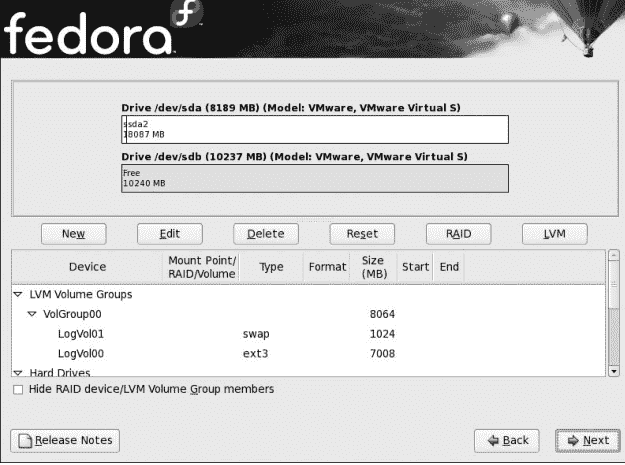 fedora
Drive /dev/sda (8189 MB) (Model: VMware, VMware Virtual S)
sda2
8087 MB
Drive /dev/sdb (10237 MB) (Model: VMware, VMware Virtual S)
Free
10240 MB
New Edit Delete Reset RAID LVM
Device Mount Point/ RAID/Volume Type Format Size (MB) Start End
LVM Volume Groups
VolGroup00 8064
LogVol01 swap 1024
LogVol00 ext3 7008
Hard Drives
Hide RAID device/LVM Volume Group members
Release Notes Back Next